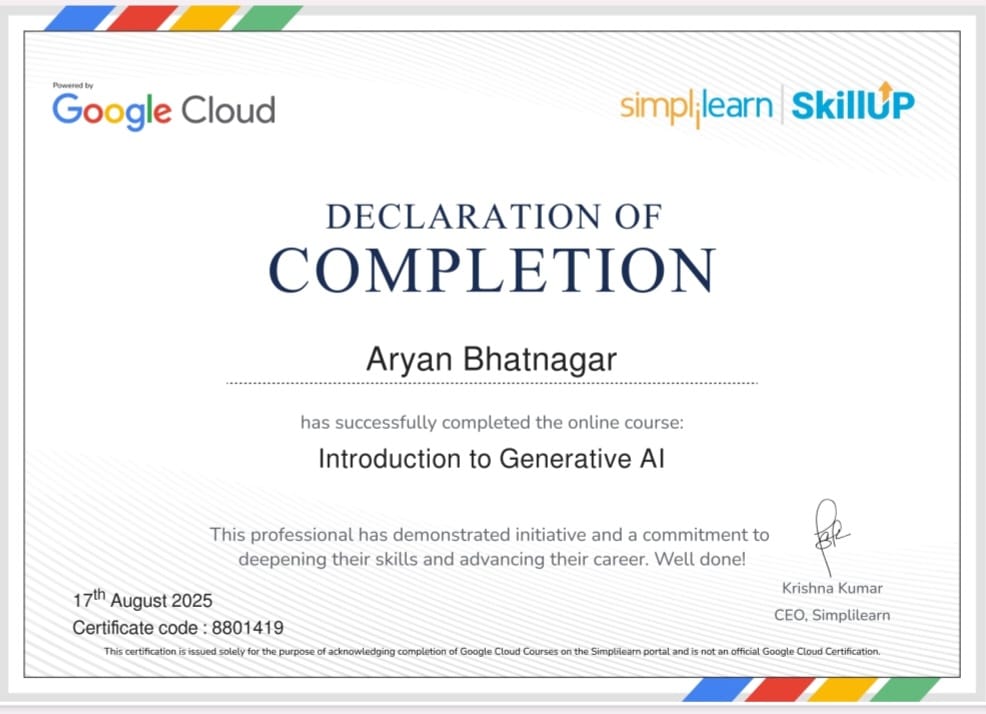 Powered by
Google Cloud
simplilearn | SkillUP
DECLARATION OF
COMPLETION
Aryan Bhatnagar
has successfully completed the online course:
Introduction to Generative AI
This professional has demonstrated initiative and a commitment to
deepening their skills and advancing their career. Well done!
Krishna Kumar
CEO, Simplilearn
17th August 2025
Certificate code : 8801419
This certification is issued solely for the purpose of acknowledging completion of Google Cloud Courses on the Simplilearn portal and is not an official Google Cloud Certification.